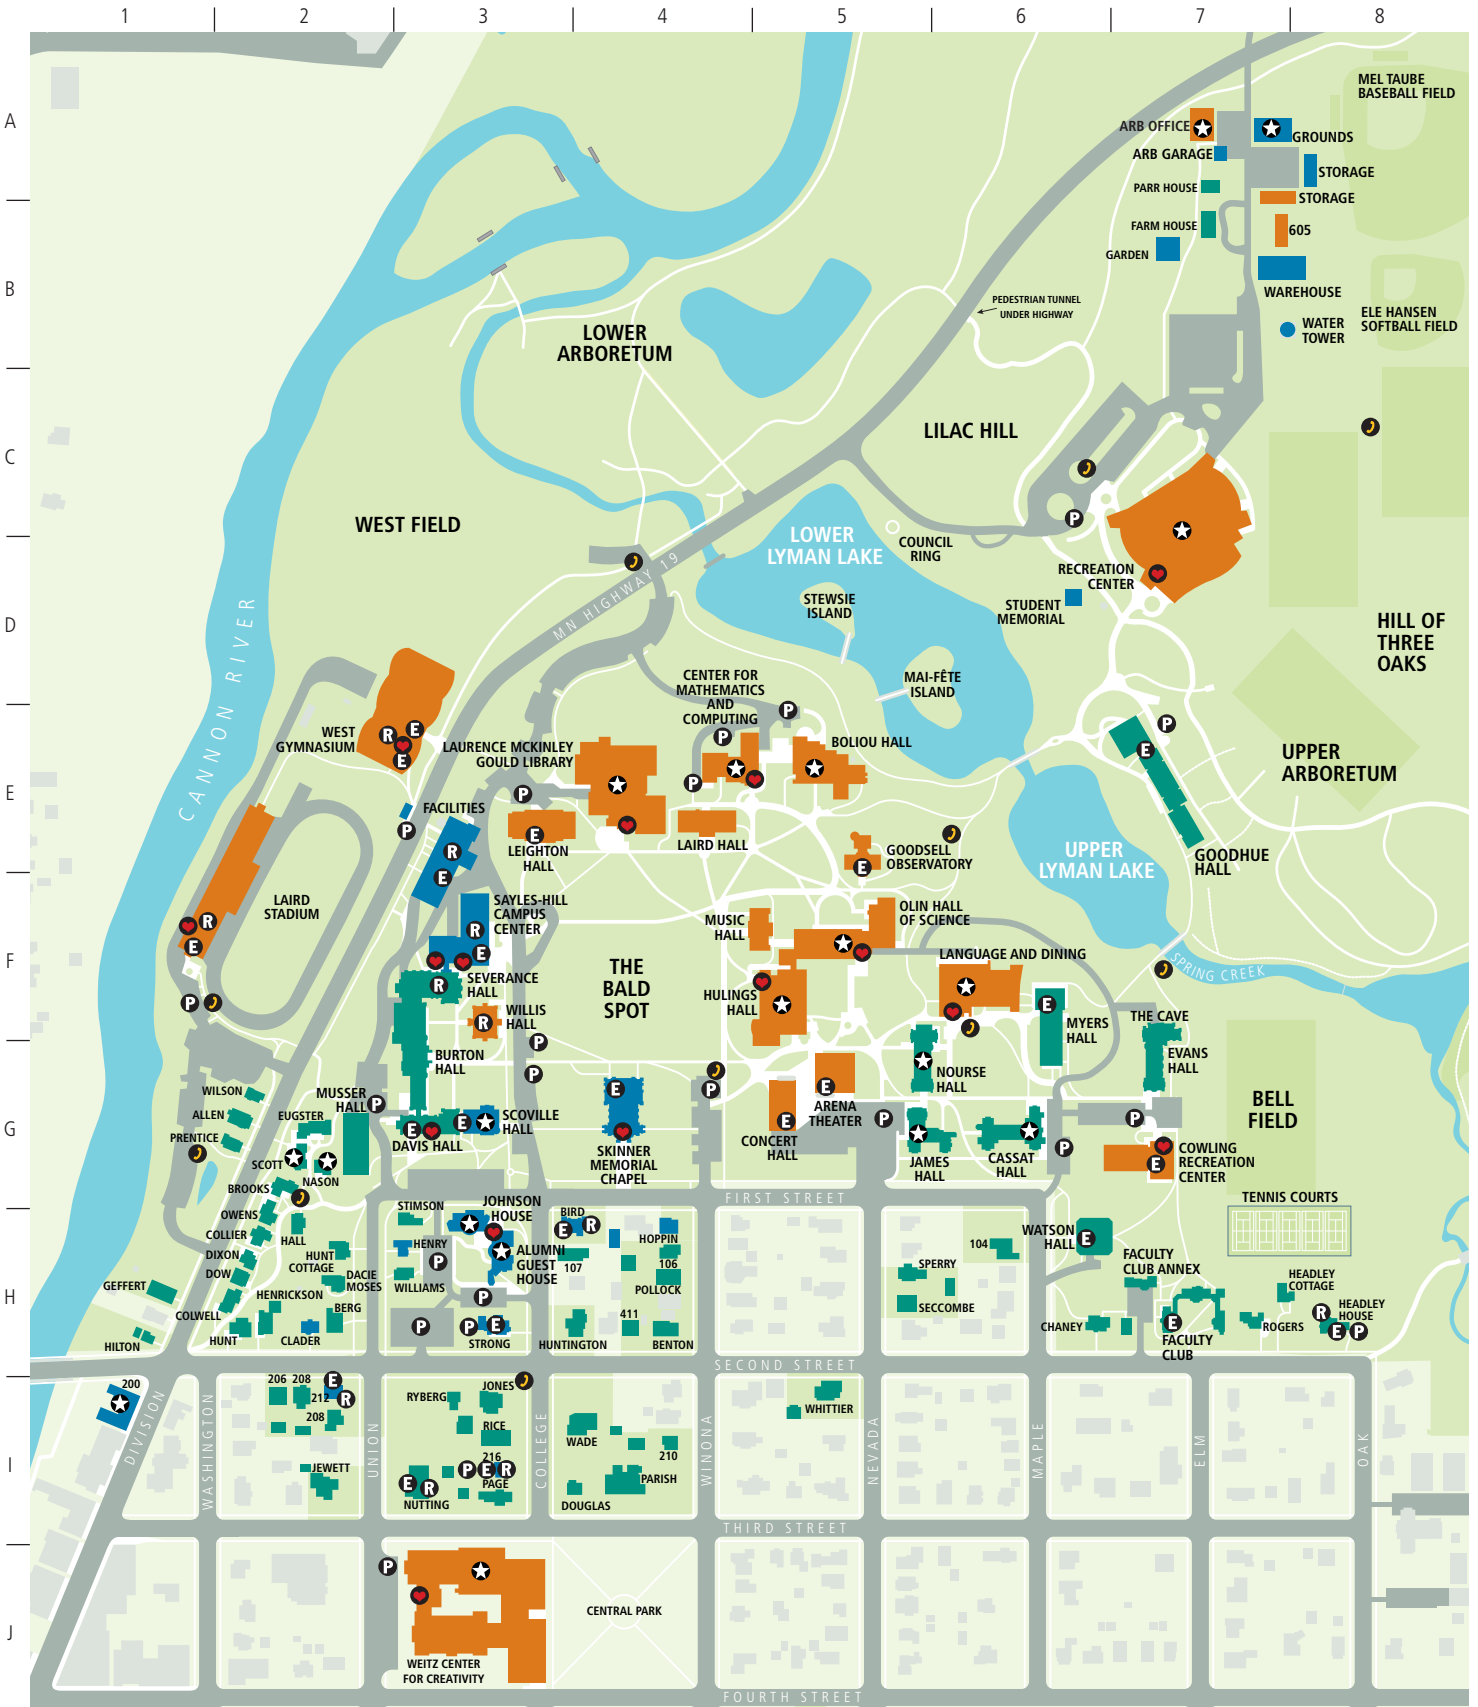 1 2 3 4 5 6 7 8
A
B
C
D
E
F
G
H
I
J
MEL TAUBE
BASEBALL FIELD
ARB OFFICE
GROUNDS
ARB GARAGE
STORAGE
PARR HOUSE
STORAGE
FARM HOUSE
605
GARDEN
WAREHOUSE
PEDESTRIAN TUNNEL
UNDER HIGHWAY
ELE HANSEN
SOFTBALL FIELD
WATER
TOWER
LOWER
ARBORETUM
LILAC HILL
WEST FIELD
LOWER
LYMAN LAKE
COUNCIL
RING
P
RECREATION
CENTER
MN HIGHWAY 19
STEWSIE
ISLAND
STUDENT
MEMORIAL
HILL OF
THREE
OAKS
CANNON RIVER
CENTER FOR
MATHEMATICS
AND
COMPUTING
MAI-FÊTE
ISLAND
P
P
P
WEST
GYMNASIUM
R E
E
LAURENCE MCKINLEY
GOULD LIBRARY
BOLIOU HALL
E
UPPER
ARBORETUM
P
P
FACILITIES
P
R
E
E
LEIGHTON
HALL
LAIRD HALL
GOODSELL
OBSERVATORY
E
UPPER
LYMAN LAKE
GOODHUE
HALL
LAIRD
STADIUM
R
E
SAYLES-HILL
CAMPUS
CENTER
R
E
MUSIC
HALL
OLIN HALL
OF SCIENCE
LANGUAGE AND DINING
SPRING CREEK
P
SEVERANCE
HALL
R
THE
BALD
SPOT
HULINGS
HALL
WILLIS
HALL
R
E
MYERS
HALL
THE CAVE
EVANS
HALL
P
P
BURTON
HALL
NOURSE
HALL
WILSON
ALLEN
PRENTICE
EUGSTER
MUSSER
HALL
P
SCOTT
NASON
E
E
DAVIS HALL
SCOVILLE
HALL
E
SKINNER
MEMORIAL
CHAPEL
P
E
ARENA
THEATER
E
CONCERT
HALL
P
JAMES
HALL
CASSAT
HALL
P
P
E
COWLING
RECREATION
CENTER
BELL
FIELD
FIRST STREET
TENNIS COURTS
BROOKS
OWENS
COLLIER
HALL
DIXON
DOW
HUNT
COTTAGE
DACIE
MOSES
GEFFERT
COLWELL
HENRICKSON
BERG
HUNT
CLADER
HILTON
STIMSON
HENRY
P
WILLIAMS
JOHNSON
HOUSE
ALUMNI
GUEST
HOUSE
P
P
P E
STRONG
BIRD
E R
107
HOPPIN
106
POLLOCK
411
HUNTINGTON
BENTON
SPERRY
104
SECCOMBE
WATSON
HALL
E
FACULTY
CLUB ANNEX
CHANEY
E
FACULTY
CLUB
ROGERS
HEADLEY
COTTAGE
HEADLEY
HOUSE
R
E P
SECOND STREET
200
206 208
E
212
R
208
JEWETT
RYBERG
JONES
RICE
216
P E R
PAGE
E
R
NUTTING
WADE
210
PARISH
DOUGLAS
WHITTIER
DIVISION
WASHINGTON
UNION
COLLEGE
WINONA
NEVADA
MAPLE
ELM
OAK
THIRD STREET
P
CENTRAL PARK
WEITZ CENTER
FOR CREATIVITY
FOURTH STREET